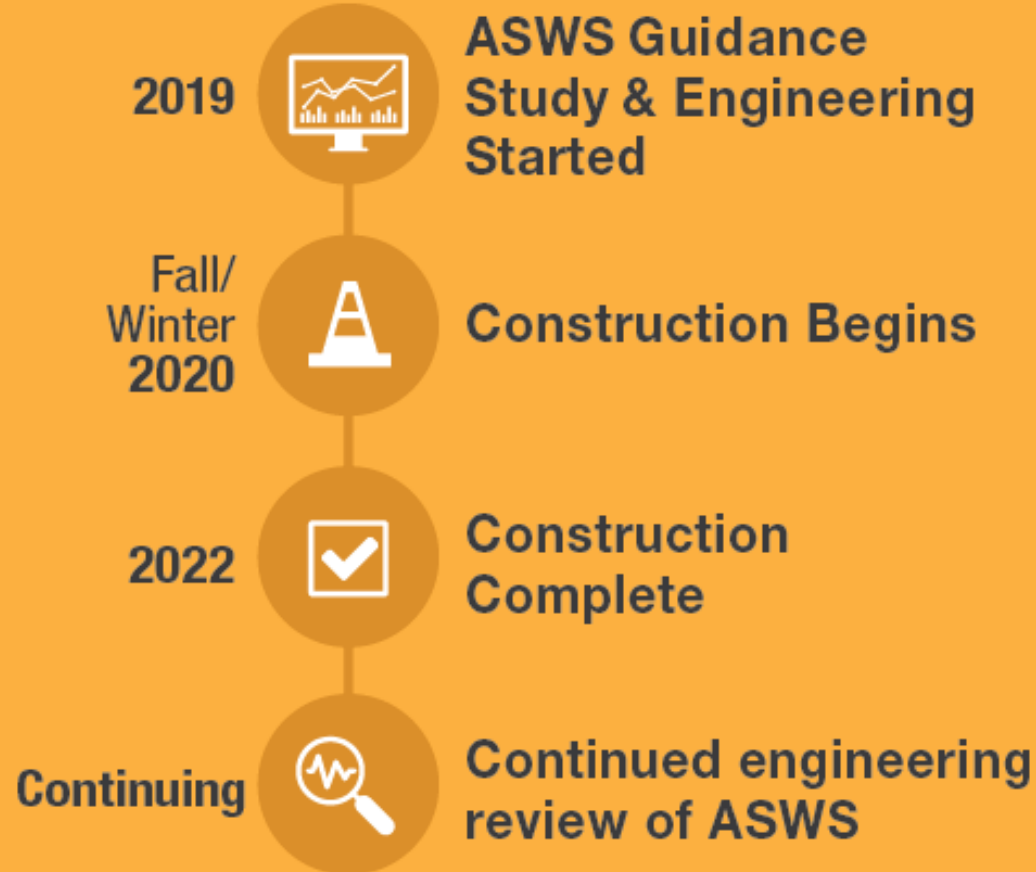 2019
ASWS Guidance
Study & Engineering
Started
Fall/
Winter
2020
Construction Begins
2022
Construction
Complete
Continuing
Continued engineering
review of ASWS